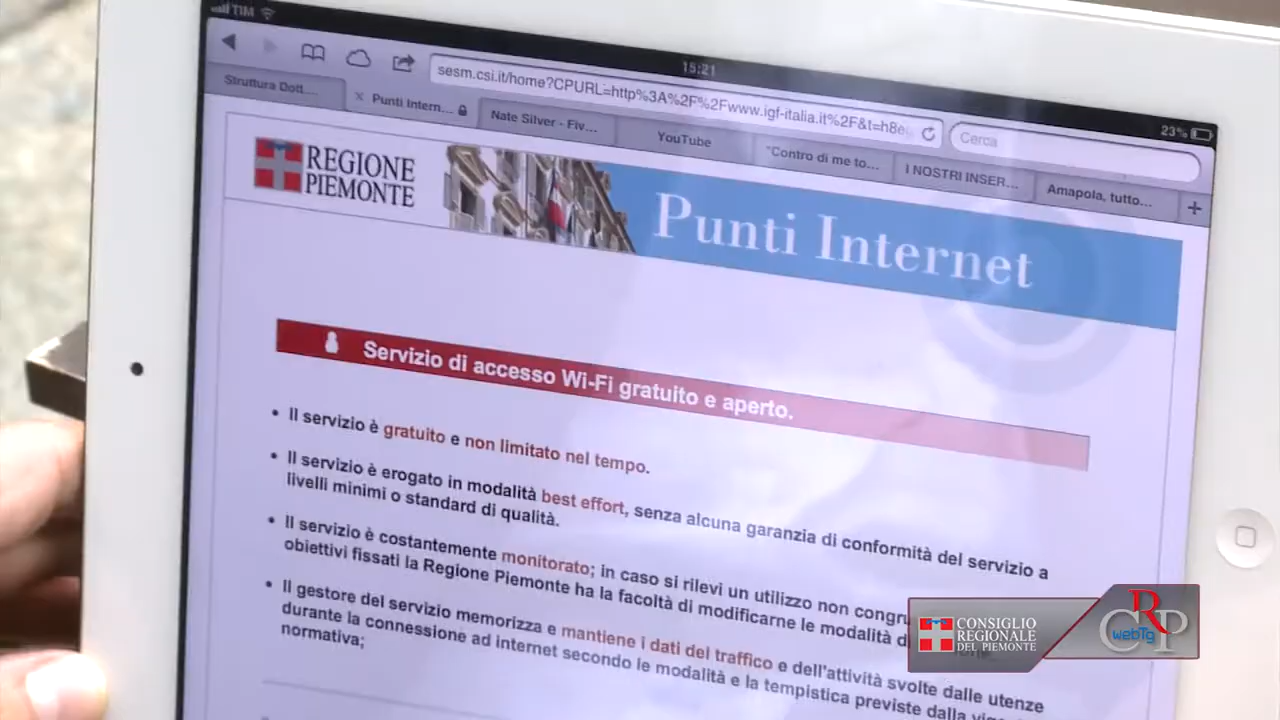 TIM
15:21
23%
sesm.csi.it/home?CPURL=http%3A%2F%2Fwww.igf-italia.it%2F&t=h8e
Cerca
Struttura Dott...
Punti Intern...
Nate Silver - Fiv...
YouTube
"Contro di me to...
I NOSTRI INSER...
Amapola, tutto...
REGIONE
PIEMONTE
Punti Internet
Servizio di accesso Wi-Fi gratuito e aperto.
• Il servizio è gratuito e non limitato nel tempo.
• Il servizio è erogato in modalità best effort, senza alcuna garanzia di conformità del servizio a
livelli minimi o standard di qualità.
• Il servizio è costantemente monitorato; in caso si rilevi un utilizzo non congru
obiettivi fissati la Regione Piemonte ha la facoltà di modificarne le modalità d
• Il gestore del servizio memorizza e mantiene i dati del traffico e dell'attività svolte dalle utenze
durante la connessione ad internet secondo le modalità e la tempistica previste dalla
normativa;
CONSIGLIO
REGIONALE
DEL PIEMONTE
CRP
webTg